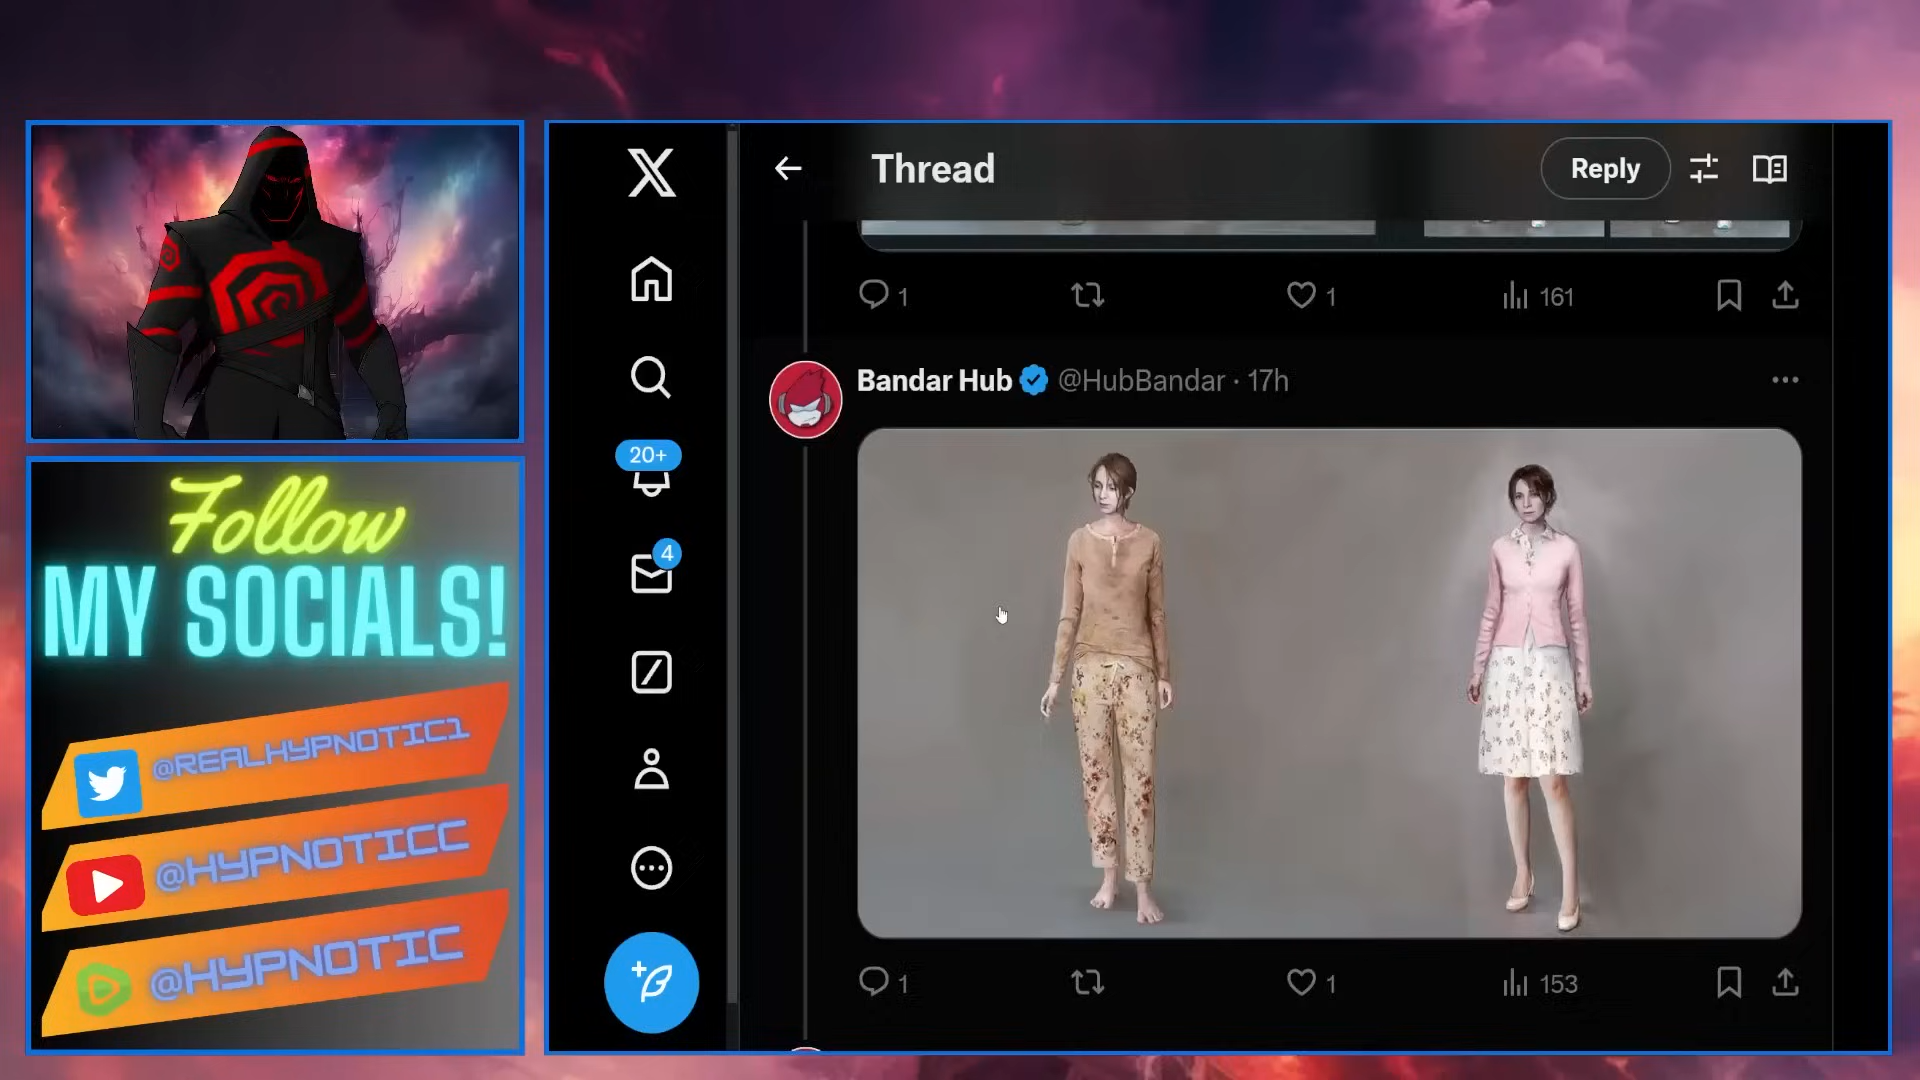 Thread
Reply
1
1
161
Bandar Hub @HubBandar · 17h
20+
4
1
1
153
Follow
MY SOCIALS!
@REALHYPNOTIC1
@HYPNOTICC
@HYPNOTIC